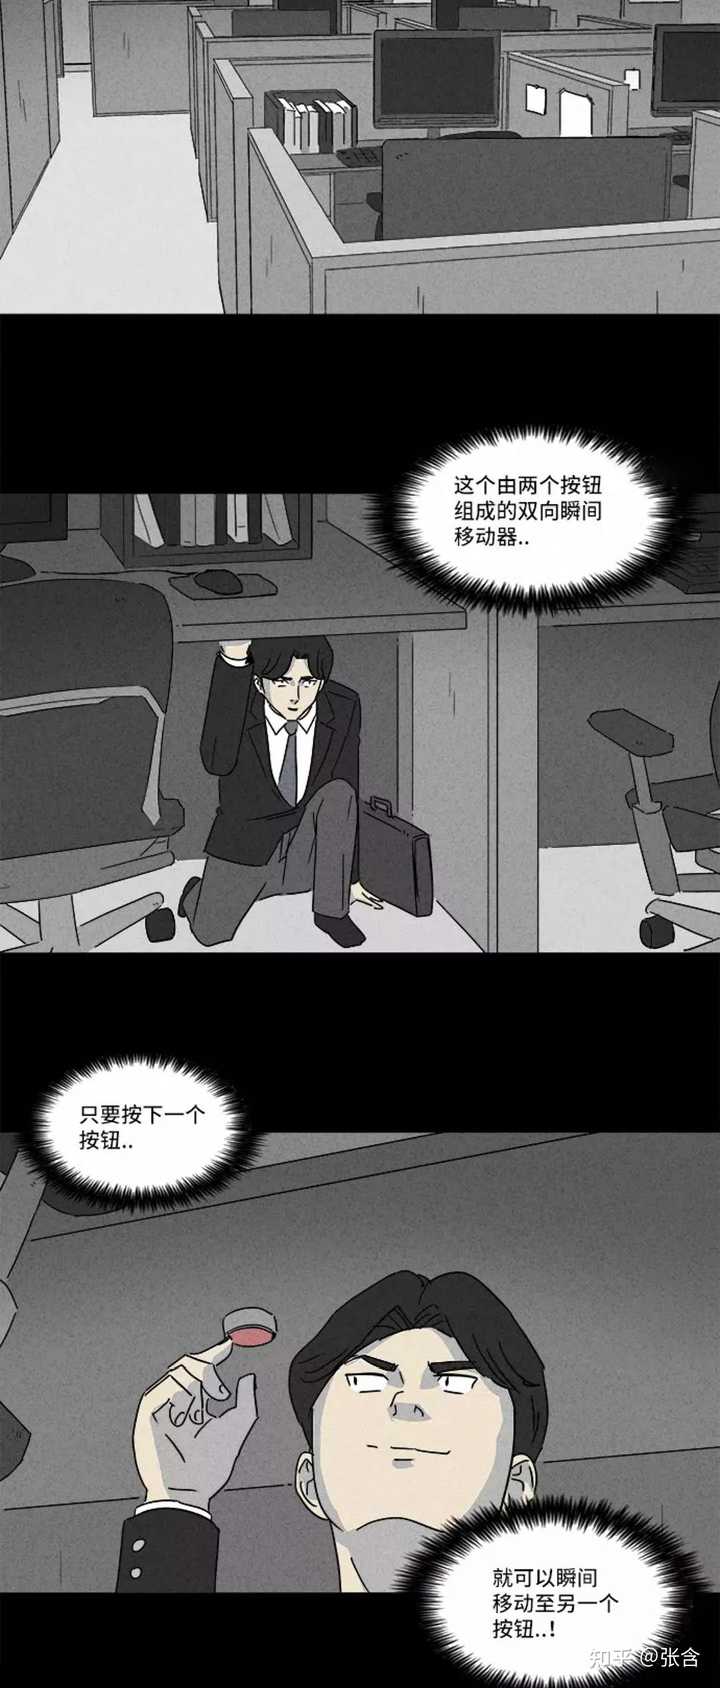 这个由两个按钮
组成的双向瞬间
移动器..
只要按下一个
按钮..
就可以瞬间
移动至另一个
按钮..!
知乎 @张含